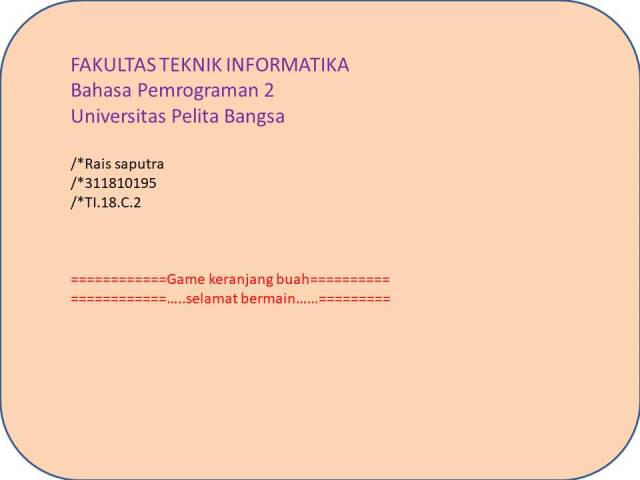 FAKULTAS TEKNIK INFORMATIKA
Bahasa Pemrograman 2
Universitas Pelita Bangsa
/*Rais saputra
/*311810195
/*TI.18.C.2
============Game keranjang buah==========
============…..selamat bermain……=========